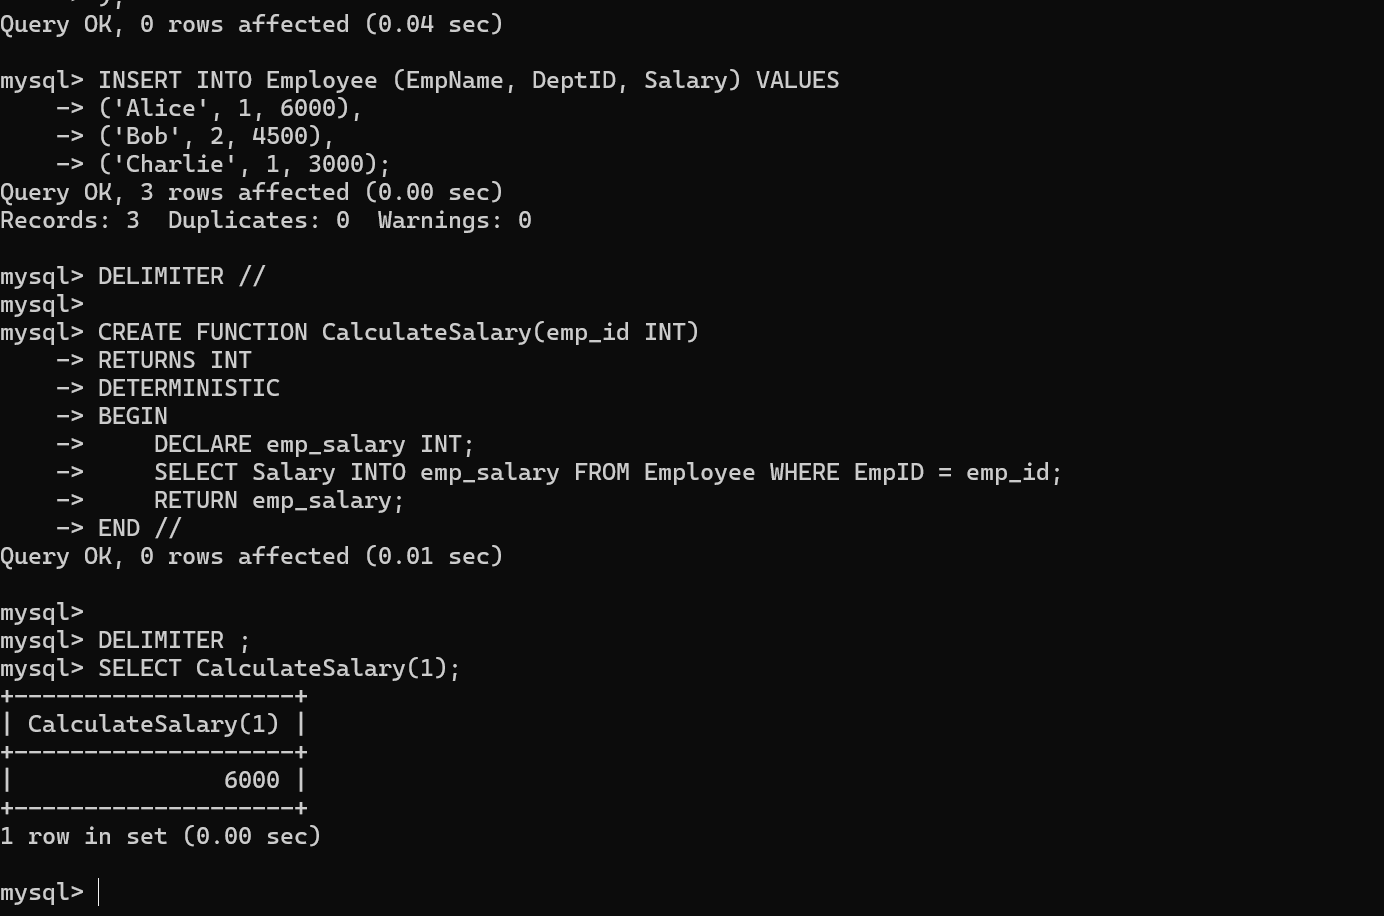 Query OK, 0 rows affected (0.04 sec)
mysql> INSERT INTO Employee (EmpName, DeptID, Salary) VALUES
    -> ('Alice', 1, 6000),
    -> ('Bob', 2, 4500),
    -> ('Charlie', 1, 3000);
Query OK, 3 rows affected (0.00 sec)
Records: 3  Duplicates: 0  Warnings: 0
mysql> DELIMITER //
mysql>
mysql> CREATE FUNCTION CalculateSalary(emp_id INT)
    -> RETURNS INT
    -> DETERMINISTIC
    -> BEGIN
    ->     DECLARE emp_salary INT;
    ->     SELECT Salary INTO emp_salary FROM Employee WHERE EmpID = emp_id;
    ->     RETURN emp_salary;
    -> END //
Query OK, 0 rows affected (0.01 sec)
mysql>
mysql> DELIMITER ;
mysql> SELECT CalculateSalary(1);
+--------------------+
| CalculateSalary(1) |
+--------------------+
|               6000 |
+--------------------+
1 row in set (0.00 sec)
mysql>